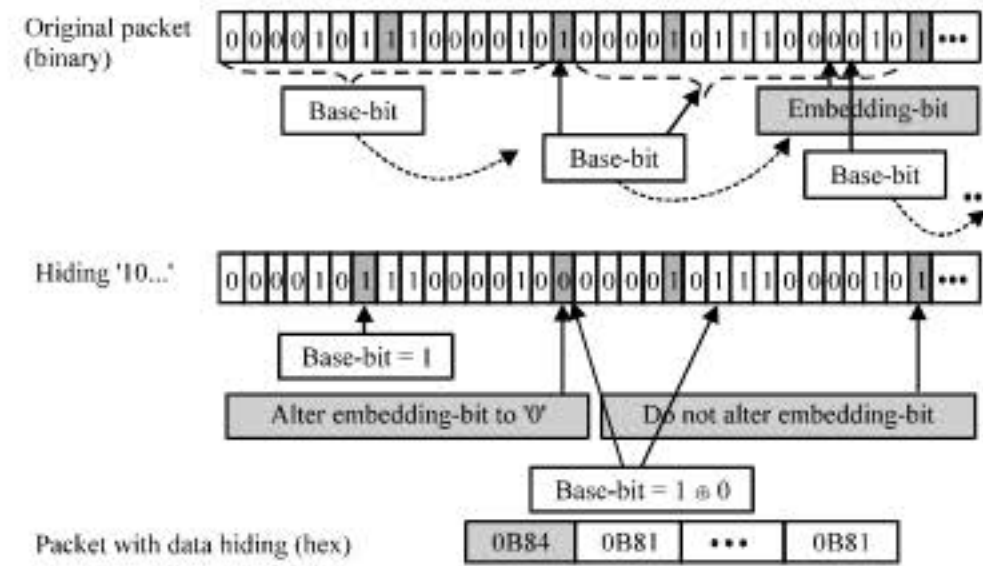 Original packet
(binary)
0 0 0 0 1 0 1 1 1 0 0 0 0 1 0 1 0 0 0 0 1 0 1 1 1 0 0 0 0 1 0 1 •••
Base-bit
Embedding-bit
Base-bit
Base-bit
••
Hiding '10...'
0 0 0 0 1 0 1 1 1 0 0 0 0 1 0 0 0 0 0 0 1 0 1 1 1 0 0 0 0 1 0 1 •••
Base-bit = 1
Alter embedding-bit to '0'
Do not alter embedding-bit
Base-bit = 1 ⊕ 0
Packet with data hiding (hex)
0B84 0B81 ••• 0B81